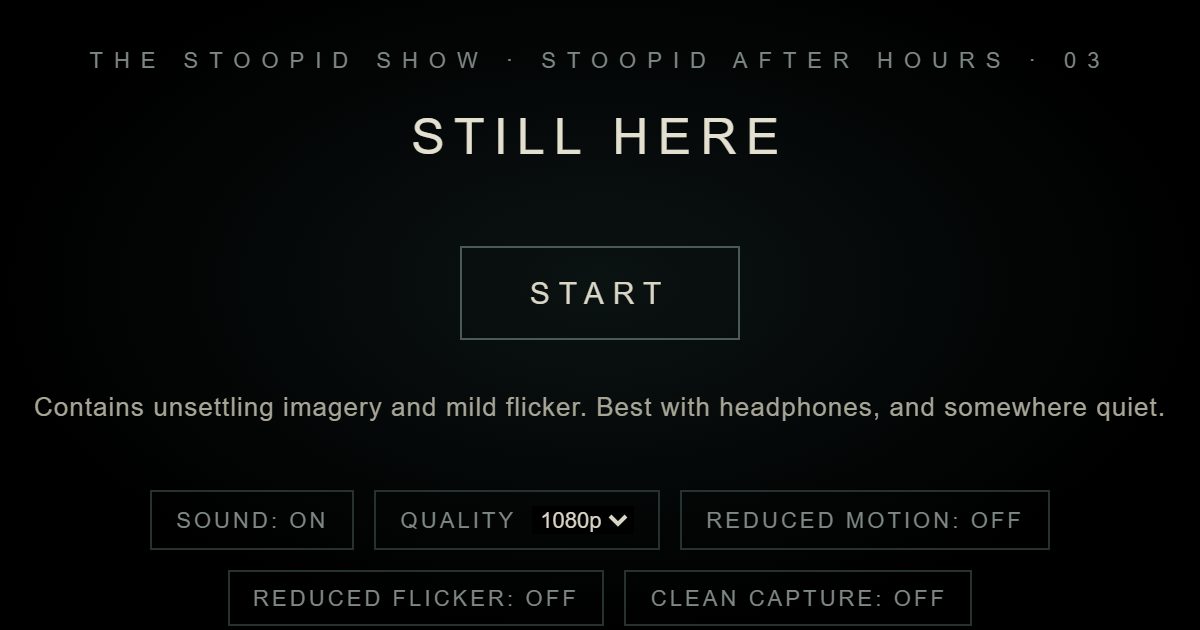 THE STOOPID SHOW · STOOPID AFTER HOURS · 03
STILL HERE
START
Contains unsettling imagery and mild flicker. Best with headphones, and somewhere quiet.
SOUND: ON
QUALITY 1080p
REDUCED MOTION: OFF
REDUCED FLICKER: OFF
CLEAN CAPTURE: OFF